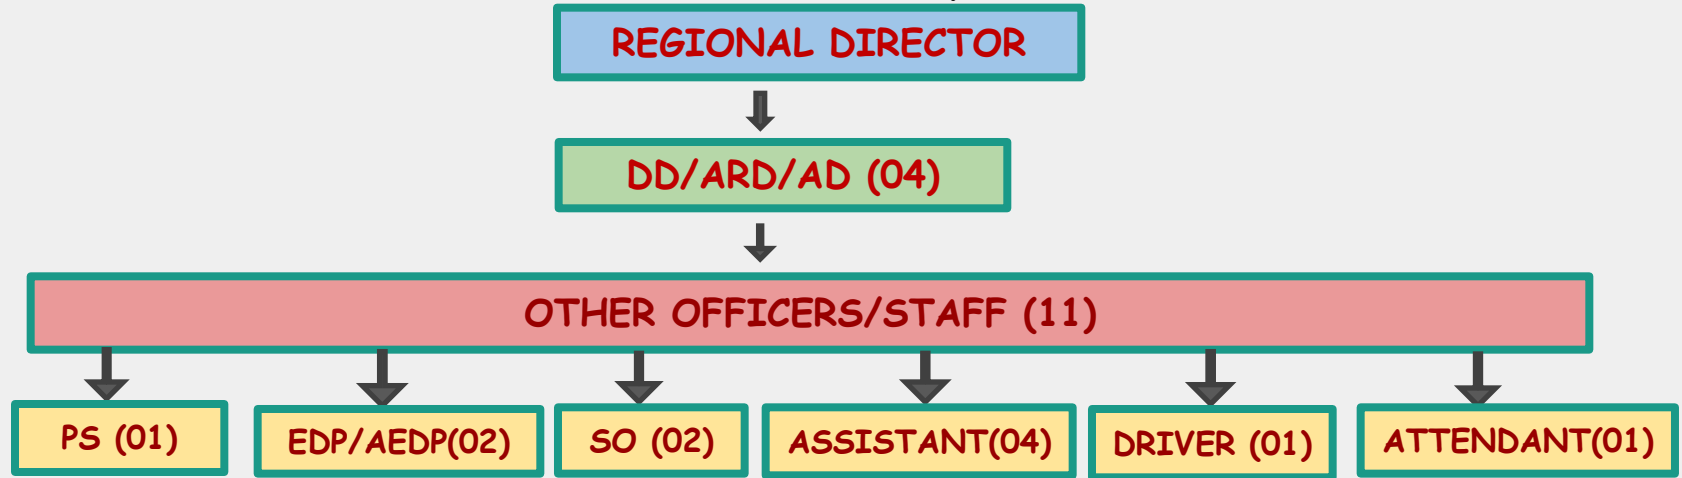 REGIONAL DIRECTOR
DD/ARD/AD (04)
OTHER OFFICERS/STAFF (11)
PS (01)
EDP/AEDP(02)
SO (02)
ASSISTANT(04)
DRIVER (01)
ATTENDANT(01)